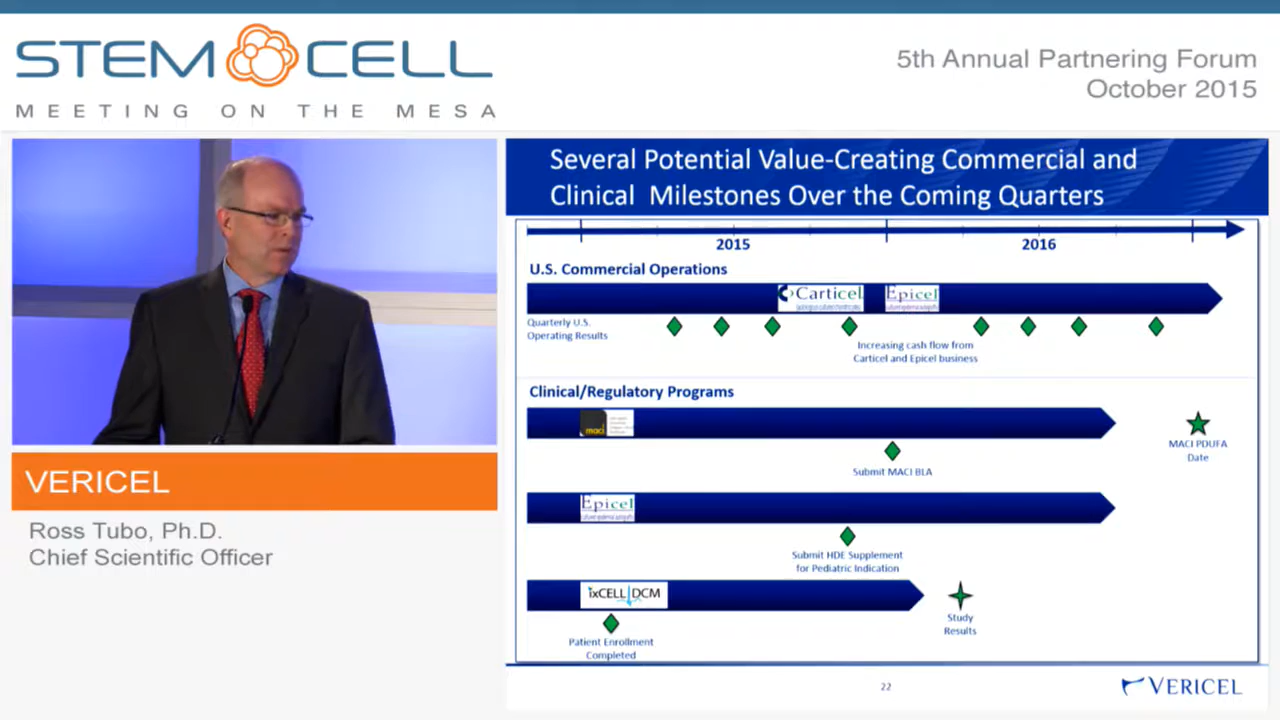 STEM CELL
MEETING ON THE MESA
5th Annual Partnering Forum
October 2015
VERICEL
Ross Tubo, Ph.D.
Chief Scientific Officer
Several Potential Value-Creating Commercial and
Clinical Milestones Over the Coming Quarters
2015 2016
U.S. Commercial Operations
Carticel Epicel
Quarterly U.S.
Operating Results
Increasing cash flow from
Carticel and Epicel business
Clinical/Regulatory Programs
maci
MACI PDUFA
Date
Submit MACI BLA
Epicel
Submit HDE Supplement
for Pediatric Indication
ixCELL DCM
Study
Results
Patient Enrollment
Completed
22
VERICEL